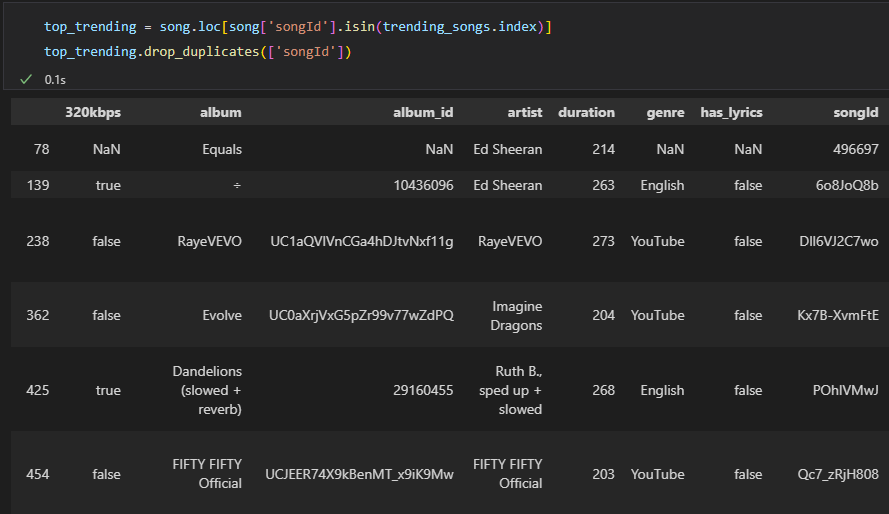 top_trending = song.loc[song['songId'].isin(trending_songs.index)]
top_trending.drop_duplicates(['songId'])
0.1s
320kbps album album_id artist duration genre has_lyrics songId
78 NaN Equals NaN Ed Sheeran 214 NaN NaN 496697
139 true ÷ 10436096 Ed Sheeran 263 English false 6o8JoQ8b
238 false RayeVEVO UC1aQVIVnCGa4hDJtvNxf11g RayeVEVO 273 YouTube false DII6VJ2C7wo
362 false Evolve UC0aXrjVxG5pZr99v77wZdPQ Imagine Dragons 204 YouTube false Kx7B-XvmFtE
425 true Dandelions (slowed + reverb) 29160455 Ruth B., sped up + slowed 268 English false POhIVMwJ
454 false FIFTY FIFTY Official UCJEER74X9kBenMT_x9iK9Mw FIFTY FIFTY Official 203 YouTube false Qc7_zRjH808